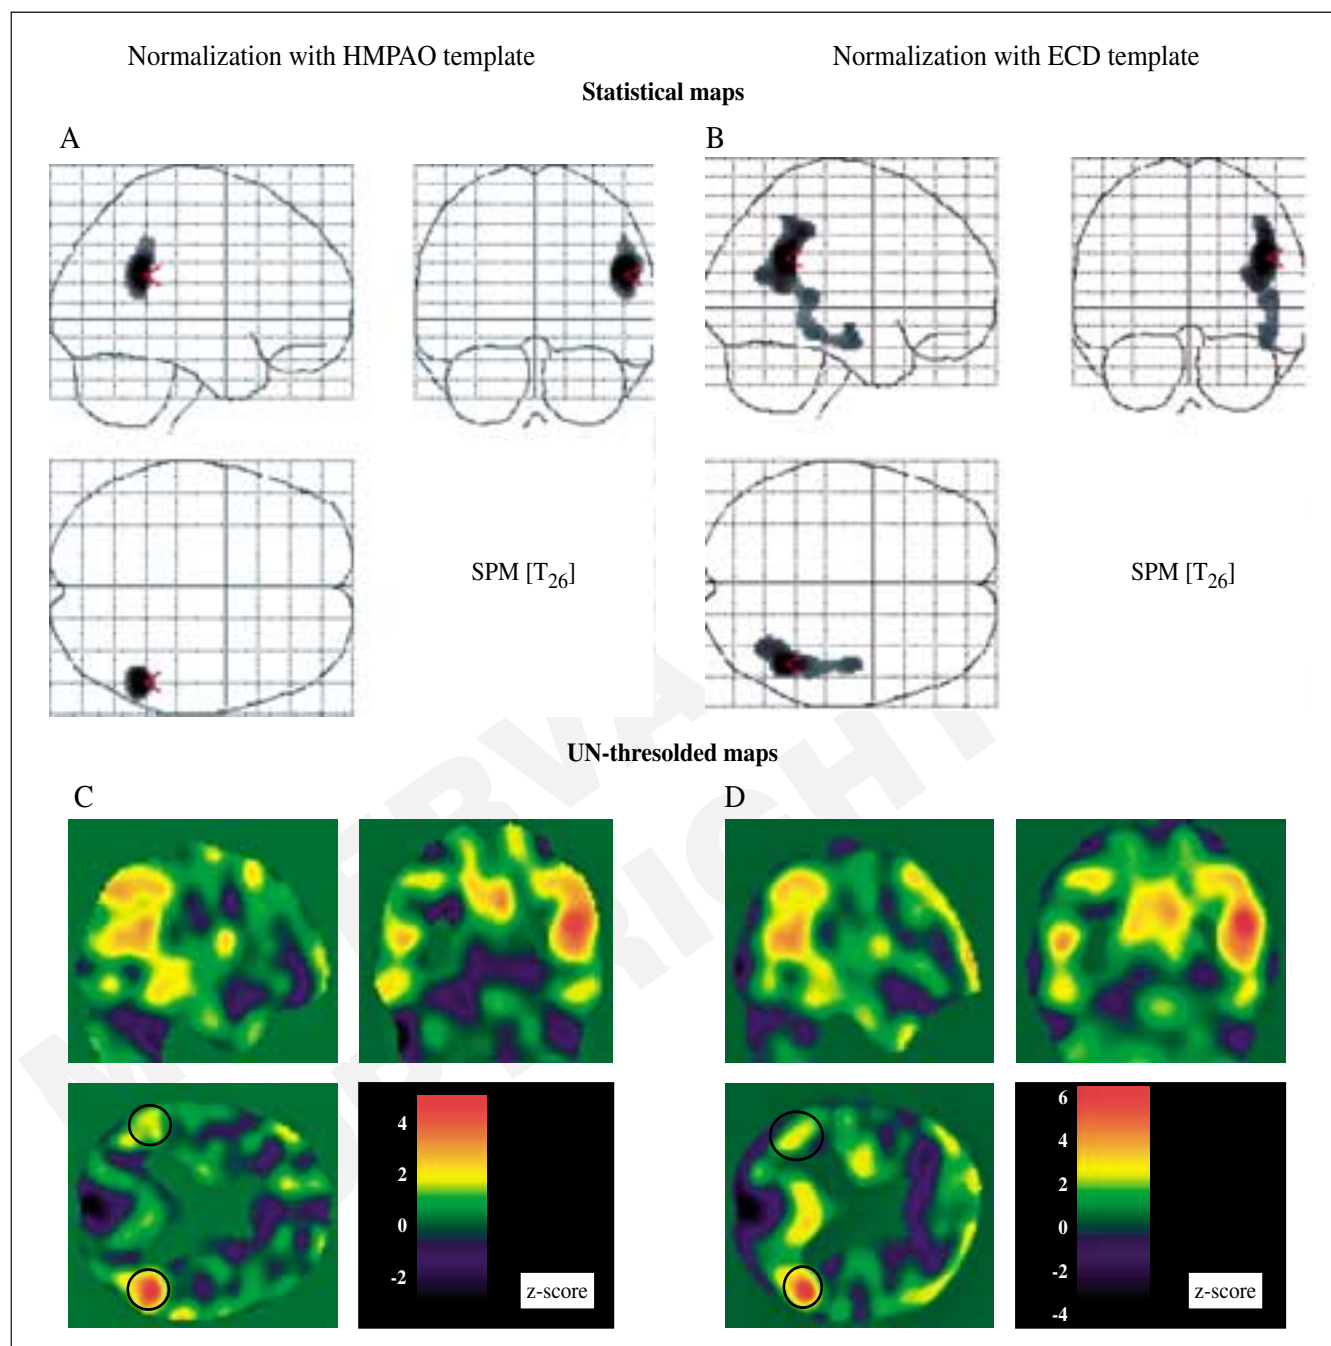 Normalization with HMPAO template
Normalization with ECD template
Statistical maps
A
B
SPM [T26]
SPM [T26]
UN-thresolded maps
C
D
4
2
0
-2
z-score
6
4
2
0
-2
-4
z-score